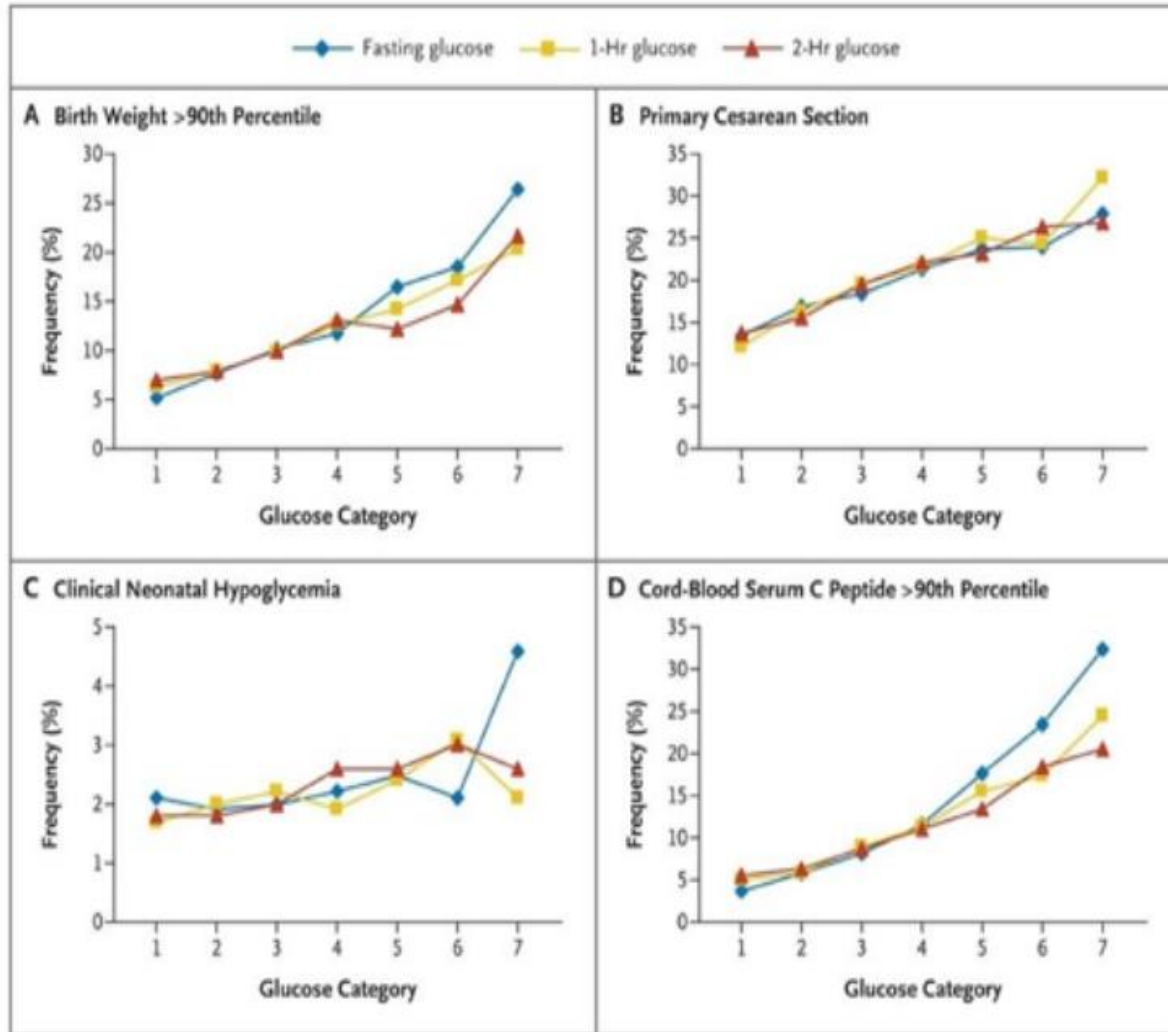 Fasting glucose 1-Hr glucose 2-Hr glucose
A Birth Weight >90th Percentile
30
25
20
15
10
5
0
Frequency (%)
1 2 3 4 5 6 7
Glucose Category
B Primary Cesarean Section
35
30
25
20
15
10
5
0
Frequency (%)
1 2 3 4 5 6 7
Glucose Category
C Clinical Neonatal Hypoglycemia
5
4
3
2
1
0
Frequency (%)
1 2 3 4 5 6 7
Glucose Category
D Cord-Blood Serum C Peptide >90th Percentile
35
30
25
20
15
10
5
0
Frequency (%)
1 2 3 4 5 6 7
Glucose Category